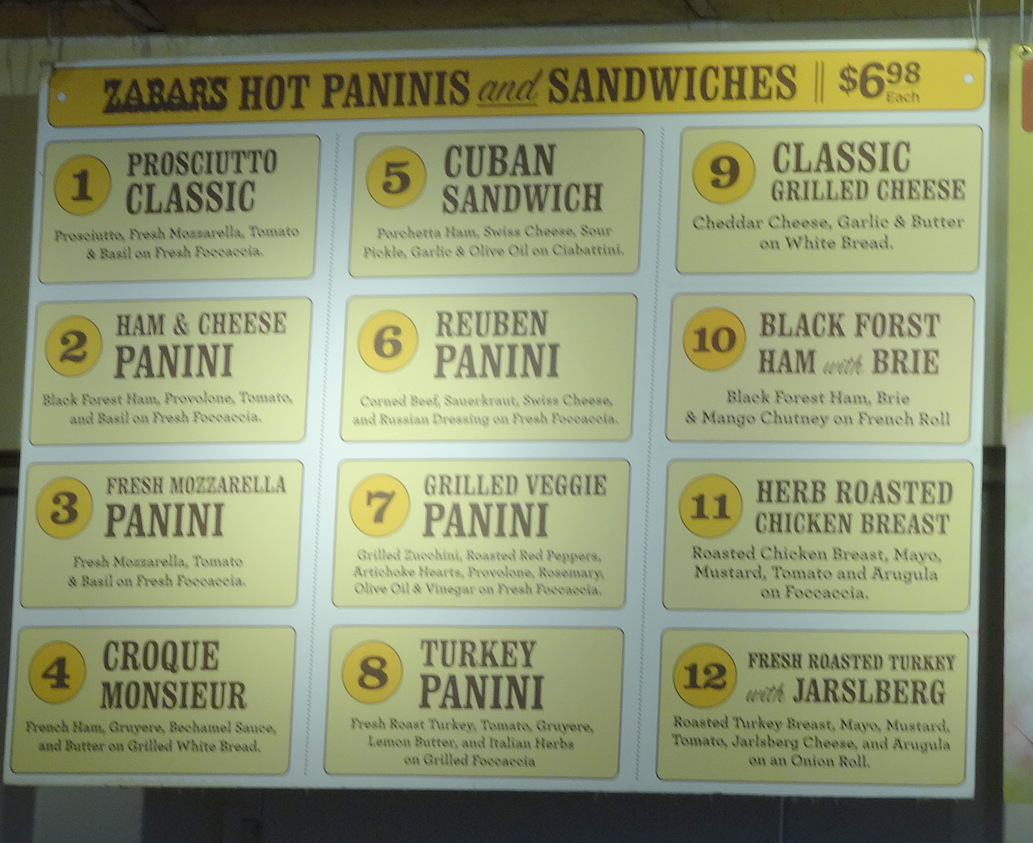 ZABAR'S HOT PANINIS and SANDWICHES || $6.98 Each
1
PROSCIUTTO
CLASSIC
Prosciutto, Fresh Mozzarella, Tomato
& Basil on Fresh Foccaccia.
2
HAM & CHEESE
PANINI
Black Forest Ham, Provolone, Tomato,
and Basil on Fresh Foccaccia.
3
FRESH MOZZARELLA
PANINI
Fresh Mozzarella, Tomato
& Basil on Fresh Foccaccia.
4
CROQUE
MONSIEUR
French Ham, Gruyere, Bechamel Sauce,
and Butter on Grilled White Bread.
5
CUBAN
SANDWICH
Porchetta Ham, Swiss Cheese, Sour
Pickle, Garlic & Olive Oil on Ciabattini.
6
REUBEN
PANINI
Corned Beef, Sauerkraut, Swiss Cheese,
and Russian Dressing on Fresh Foccaccia.
7
GRILLED VEGGIE
PANINI
Grilled Zucchini, Roasted Red Peppers,
Artichoke Hearts, Provolone, Rosemary,
Olive Oil & Vinegar on Fresh Foccaccia.
8
TURKEY
PANINI
Fresh Roast Turkey, Tomato, Gruyere,
Lemon Butter, and Italian Herbs
on Grilled Foccaccia
9
CLASSIC
GRILLED CHEESE
Cheddar Cheese, Garlic & Butter
on White Bread.
10
BLACK FORST
HAM with BRIE
Black Forest Ham, Brie
& Mango Chutney on French Roll
11
HERB ROASTED
CHICKEN BREAST
Roasted Chicken Breast, Mayo,
Mustard, Tomato and Arugula
on Foccaccia.
12
FRESH ROASTED TURKEY
with JARSLBERG
Roasted Turkey Breast, Mayo, Mustard,
Tomato, Jarlsberg Cheese, and Arugula
on an Onion Roll.